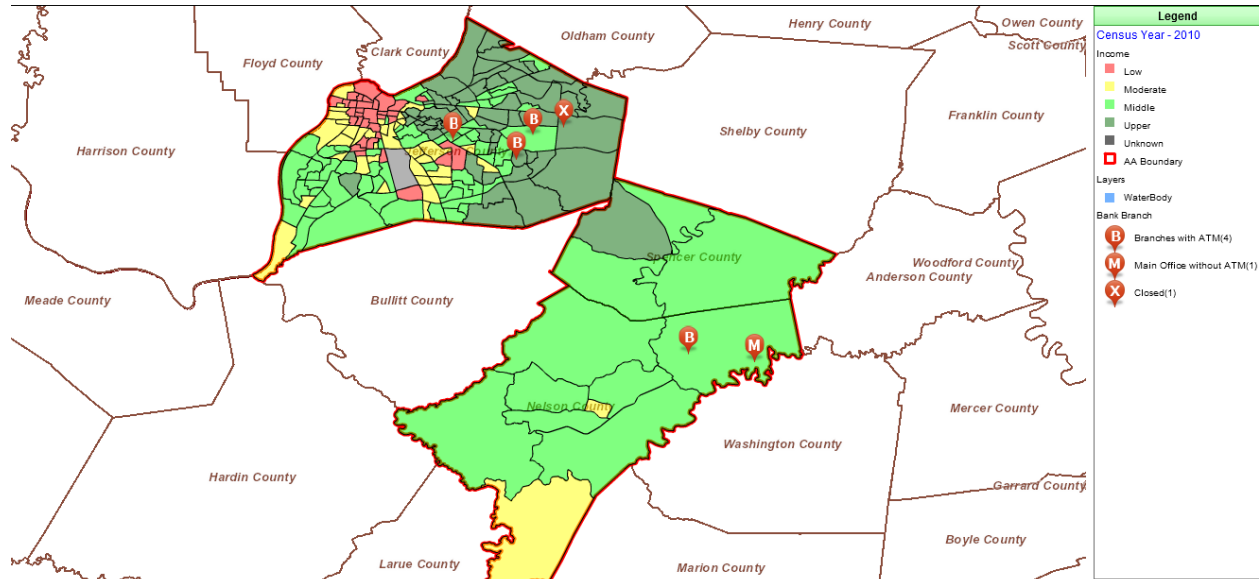 Henry County
Owen County
Scott County
Oldham County
Clark County
Floyd County
Franklin County
Shelby County
Harrison County
Jefferson County
Woodford County
Anderson County
Spencer County
Meade County
Bullitt County
Mercer County
Nelson County
Washington County
Hardin County
Garrard County
Boyle County
Larue County
Marion County
B
B
X
B
B
M
Legend
Census Year - 2010
Income
Low
Moderate
Middle
Upper
Unknown
AA Boundary
Layers
WaterBody
Bank Branch
B Branches with ATM(4)
M Main Office without ATM(1)
X Closed(1)